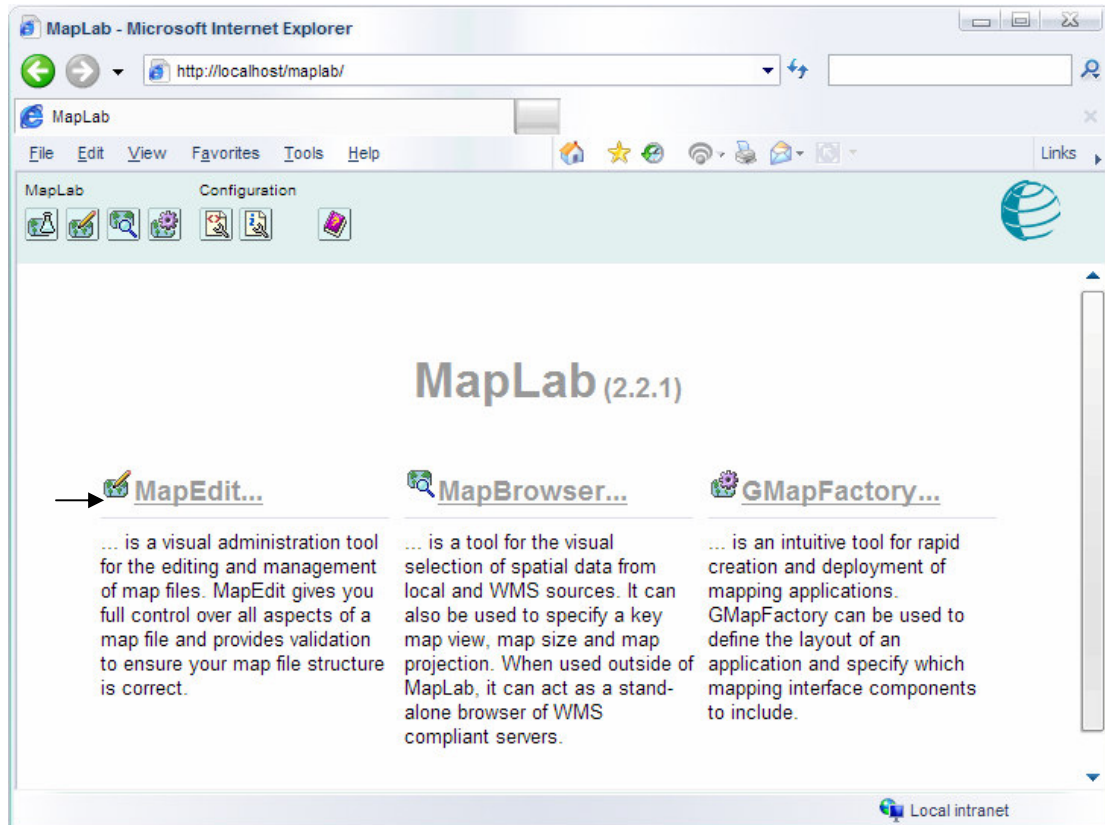 MapLab - Microsoft Internet Explorer
http://localhost/maplab/
MapLab
File Edit View Favorites Tools Help
Links
MapLab Configuration
MapLab (2.2.1)
MapEdit...
... is a visual administration tool
for the editing and management
of map files. MapEdit gives you
full control over all aspects of a
map file and provides validation
to ensure your map file structure
is correct.
MapBrowser...
... is a tool for the visual
selection of spatial data from
local and WMS sources. It can
also be used to specify a key
map view, map size and map
projection. When used outside of
MapLab, it can act as a stand-
alone browser of WMS
compliant servers.
GMapFactory...
... is an intuitive tool for rapid
creation and deployment of
mapping applications.
GMapFactory can be used to
define the layout of an
application and specify which
mapping interface components
to include.
Local intranet